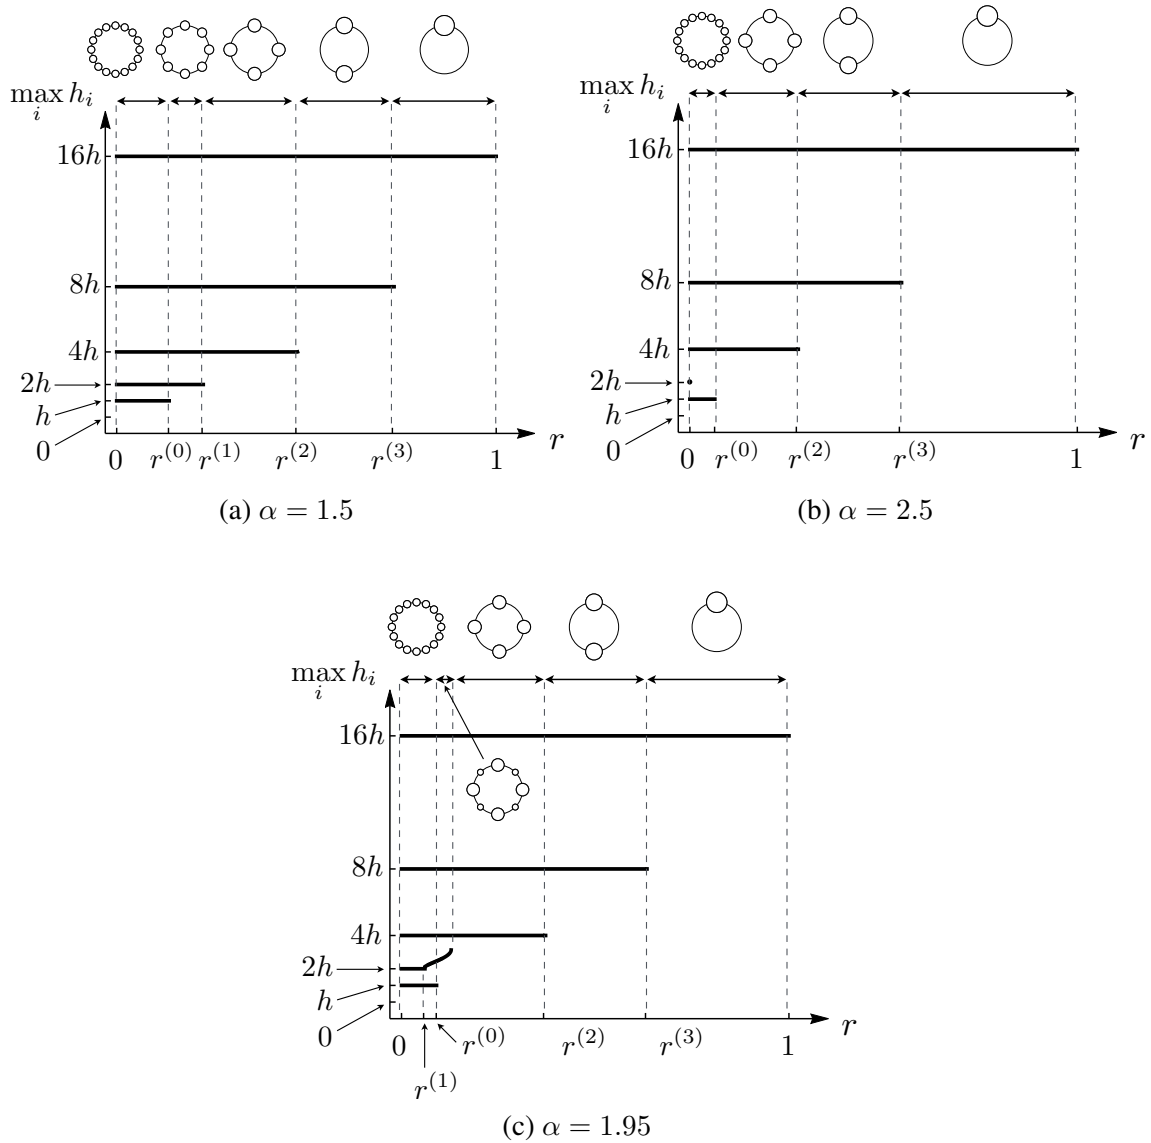 max h_i
i
16h
8h
4h
2h
h
0
0 r^(0) r^(1) r^(2) r^(3) 1 r
(a) α = 1.5
max h_i
i
16h
8h
4h
2h
h
0
0 r^(0) r^(2) r^(3) 1 r
(b) α = 2.5
max h_i
i
16h
8h
4h
2h
h
0
0 r^(0) r^(2) r^(3) 1 r
r^(1)
(c) α = 1.95